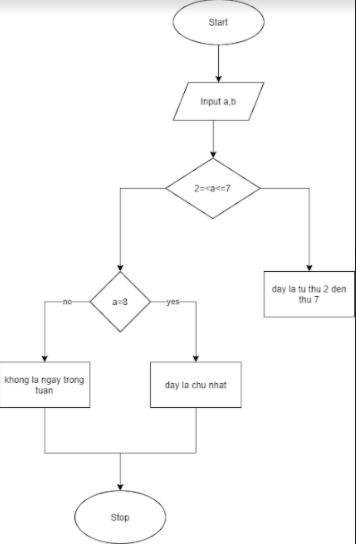 Start
Input a,b
2=<a<=7
day la tu thu 2 den
thu 7
no
a=8
yes
khong la ngay trong
tuan
day la chu nhat
Stop